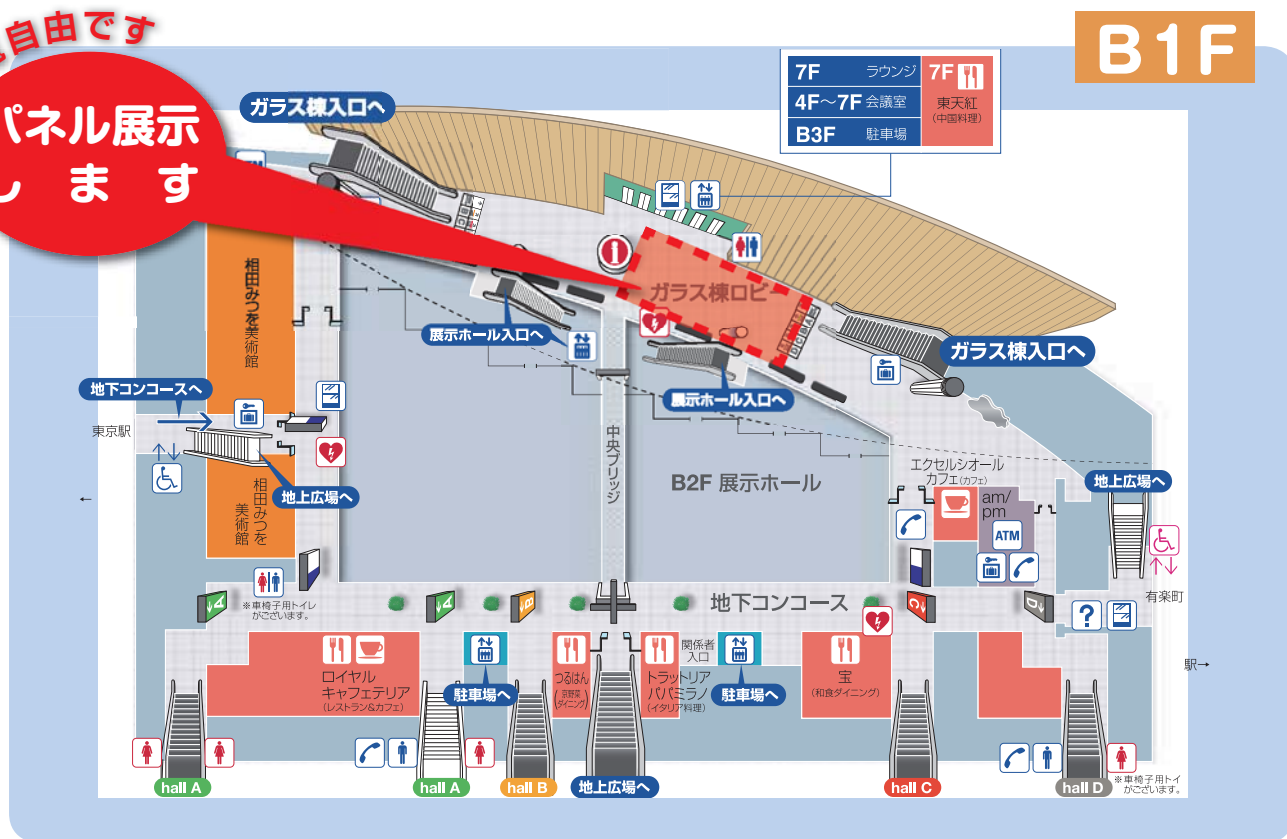 自由です
パネル展示
します
B1F
7F ラウンジ
4F～7F 会議室
B3F 駐車場
7F
東天紅
(中国料理)
ガラス棟入口へ
ガラス棟ロビー
展示ホール入口へ
展示ホール入口へ
ガラス棟入口へ
相田みつを美術館
地下コンコースへ
東京駅
←
地上広場へ
相田みつを
美術館
中央ブリッジ
B2F 展示ホール
エクセルシオール
カフェ(カフェ)
am/
pm
ATM
地上広場へ
有楽町
駅→
?
※車椅子用トイレ
がございます。
A
A
B
地下コンコース
C
D
ロイヤル
キャフェテリア
(レストラン&カフェ)
駐車場へ
つるはん
(京野菜
ダイニング)
トラットリア
パパミラノ
(イタリア料理)
関係者
入口
駐車場へ
宝
(和食ダイニング)
hall A
hall A
hall B
地上広場へ
hall C
hall D
※車椅子用トイ
がございます。